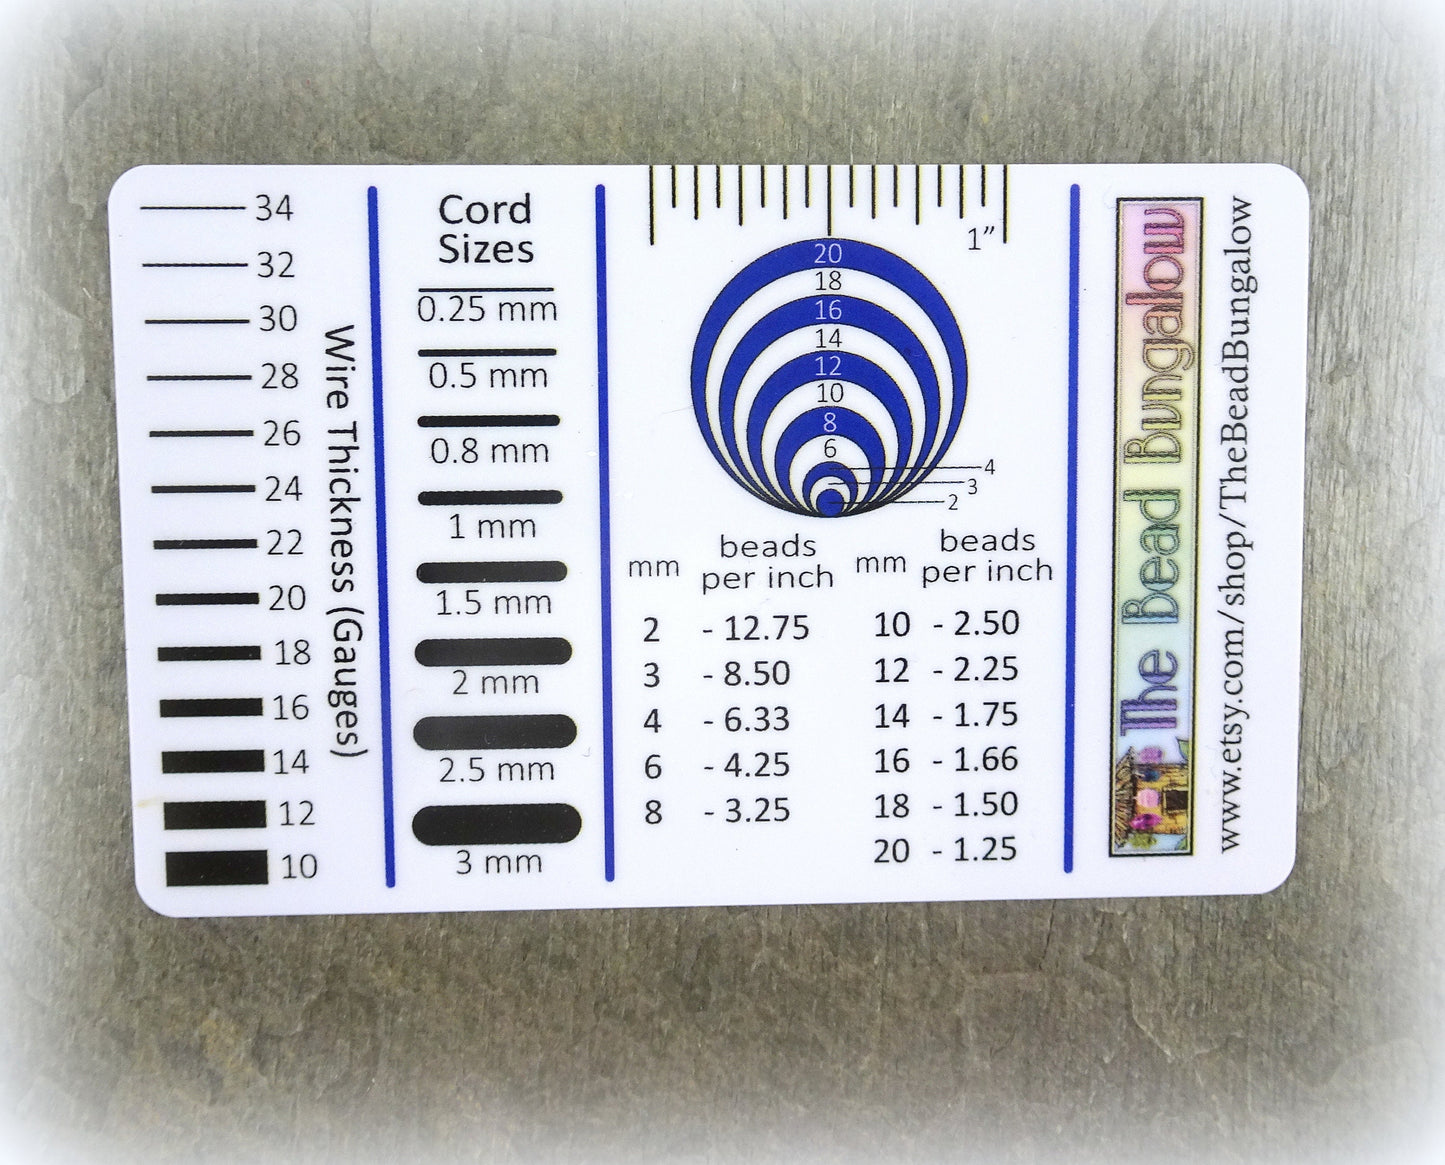 34
32
30
28
26
24
22
20
18
16
14
12
10
Wire Thickness (Gauges)
Cord
Sizes
0.25 mm
0.5 mm
0.8 mm
1 mm
1.5 mm
2 mm
2.5 mm
3 mm
1”
20
18
16
14
12
10
8
6
4
3
2
mm beads per inch
2 - 12.75
3 - 8.50
4 - 6.33
6 - 4.25
8 - 3.25
mm beads per inch
10 - 2.50
12 - 2.25
14 - 1.75
16 - 1.66
18 - 1.50
20 - 1.25
The Bead Bungalow
www.etsy.com/shop/TheBeadBungalow